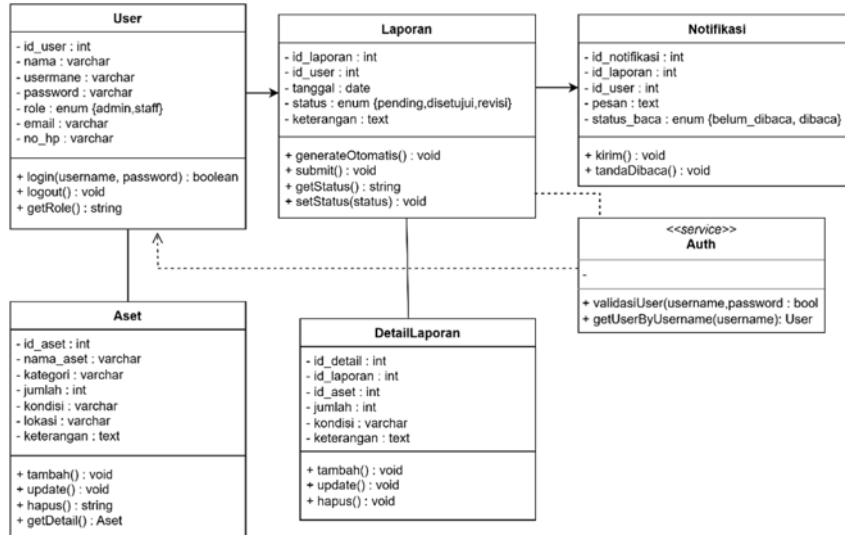 User
- id_user : int
- nama : varchar
- usermane : varchar
- password : varchar
- role : enum {admin,staff}
- email : varchar
- no_hp : varchar
+ login(username, password) : boolean
+ logout() : void
+ getRole() : string
Laporan
- id_laporan : int
- id_user : int
- tanggal : date
- status : enum {pending,disetujui,revisi}
- keterangan : text
+ generateOtomatis() : void
+ submit() : void
+ getStatus() : string
+ setStatus(status) : void
Notifikasi
- id_notifikasi : int
- id_laporan : int
- id_user : int
- pesan : text
- status_baca : enum {belum_dibaca, dibaca}
+ kirim() : void
+ tandaDibaca() : void
<<service>>
Auth
-
+ validasiUser(username,password : bool
+ getUserByUsername(username): User
Aset
- id_aset : int
- nama_aset : varchar
- kategori : varchar
- jumlah : int
- kondisi : varchar
- lokasi : varchar
- keterangan : text
+ tambah() : void
+ update() : void
+ hapus() : string
+ getDetail() : Aset
DetailLaporan
- id_detail : int
- id_laporan : int
- id_aset : int
- jumlah : int
- kondisi : varchar
- keterangan : text
+ tambah() : void
+ update() : void
+ hapus() : void